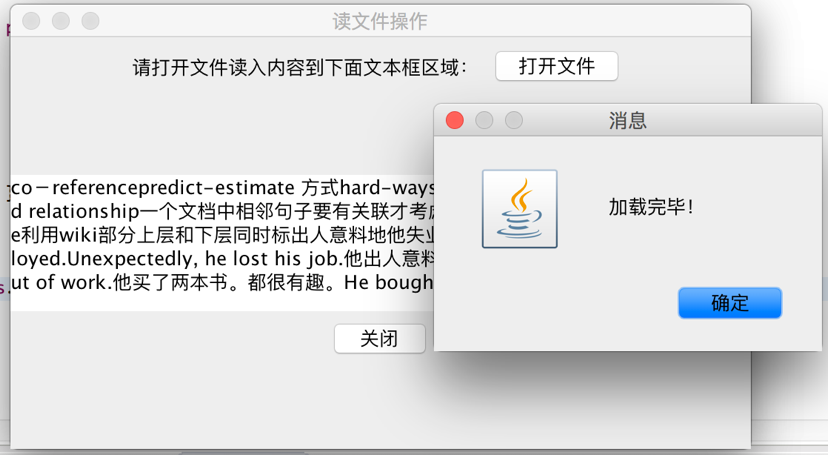 读文件操作
请打开文件读入内容到下面文本框区域：
打开文件
消息
加载完毕！
确定
co－referencepredict-estimate 方式hard-ways
d relationship一个文档中相邻句子要有关联才考
e利用wiki部分上层和下层同时标出人意料地他失业
loyed.Unexpectedly, he lost his job.他出人意料
ut of work.他买了两本书。都很有趣。He bough
关闭